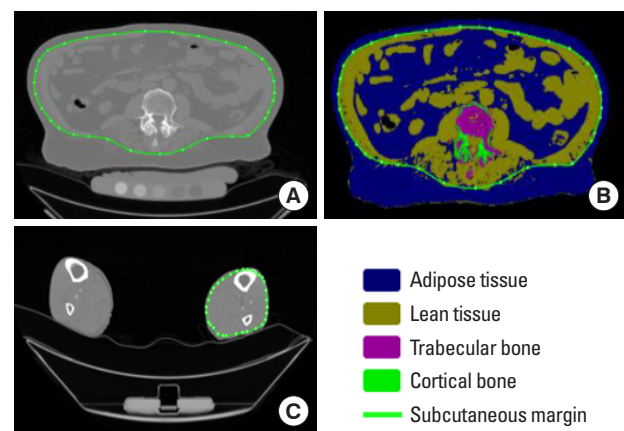 A
B
C
Adipose tissue
Lean tissue
Trabecular bone
Cortical bone
Subcutaneous margin